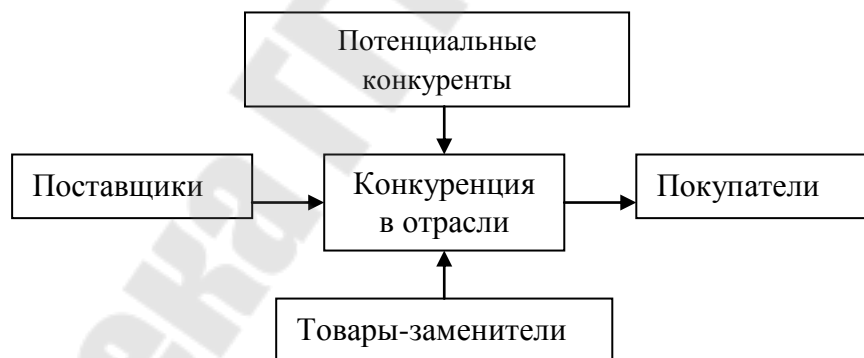 Потенциальные
конкуренты
Поставщики
Конкуренция
в отрасли
Покупатели
Товары-заменители